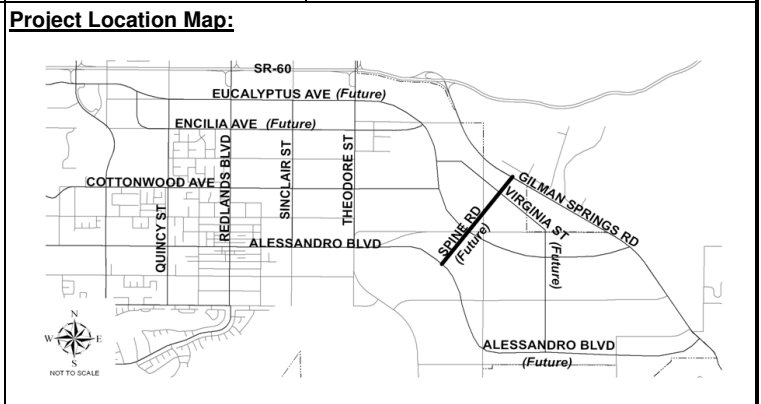 Project Location Map:
SR-60
EUCALYPTUS AVE (Future)
ENCILIA AVE (Future)
COTTONWOOD AVE
QUINCY ST
REDLANDS BLVD
SINCLAIR ST
THEODORE ST
ALESSANDRO BLVD
SPINE RD
(Future)
GILMAN SPRINGS RD
VIRGINIA ST
(Future)
ALESSANDRO BLVD
(Future)
N
W E
S
NOT TO SCALE